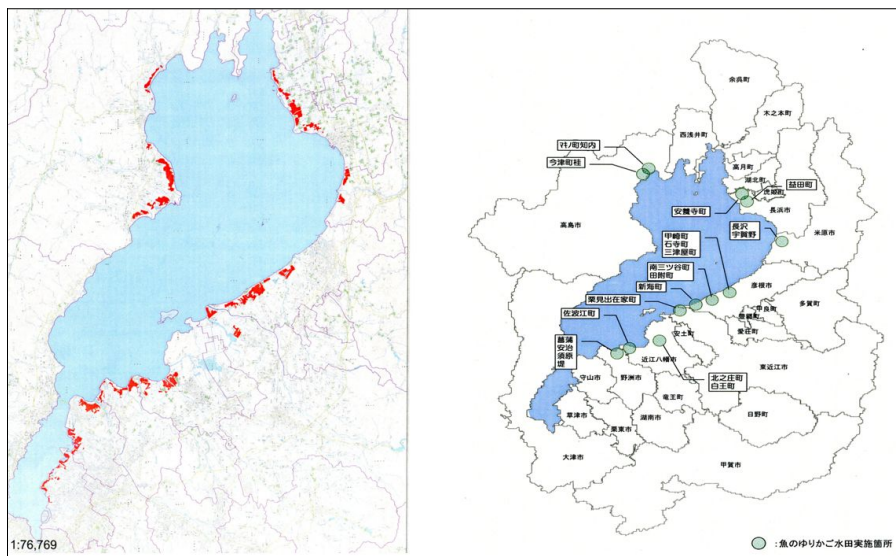 1:76,769
余呉町
木之本町
西浅井町
ﾏｷﾉ町知内
今津町桂
高月町
湖北町
虎姫町
益田町
安養寺町
長浜市
高島市
長沢
宇賀野
米原市
甲崎町
石寺町
三津屋町
南三ツ谷町
田附町
新海町
栗見出在家町
彦根市
多賀町
甲良町
豊郷町
愛荘町
佐波江町
安土町
菖蒲
安治
須原
堤
近江八幡市
東近江市
守山市
野洲市
北之庄町
白王町
竜王町
日野町
草津市
湖南市
栗東市
大津市
甲賀市
:魚のゆりかご水田実施箇所